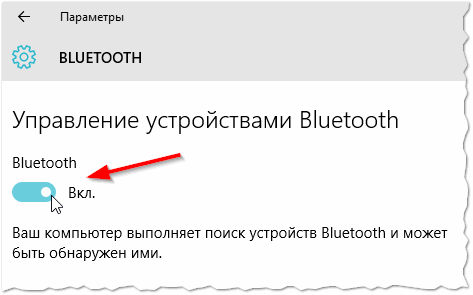 Параметры
BLUETOOTH
Управление устройствами Bluetooth
Bluetooth
Вкл.
Ваш компьютер выполняет поиск устройств Bluetooth и может
быть обнаружен ими.